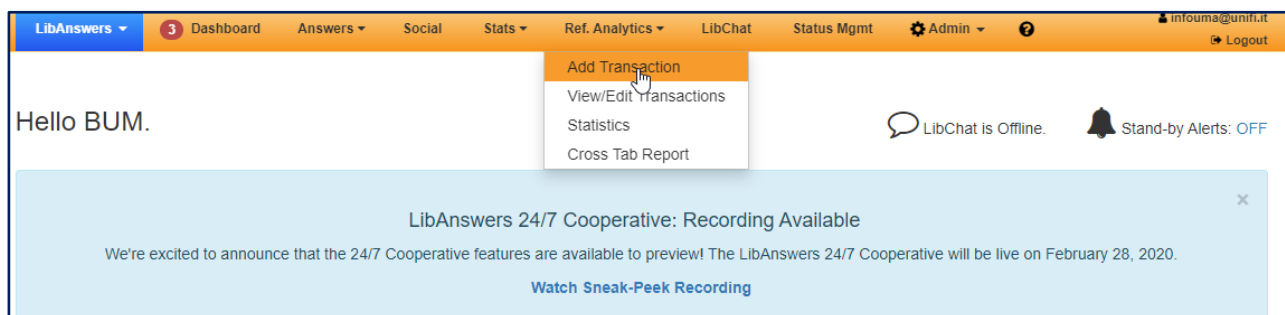 LibAnswers 3 Dashboard Answers Social Stats Ref. Analytics LibChat Status Mgmt Admin ? infouma@unifi.it
Logout
Add Transaction
View/Edit Transactions
Statistics
Cross Tab Report
Hello BUM.
LibChat is Offline. Stand-by Alerts: OFF
LibAnswers 24/7 Cooperative: Recording Available ×
We're excited to announce that the 24/7 Cooperative features are available to preview! The LibAnswers 24/7 Cooperative will be live on February 28, 2020.
Watch Sneak-Peek Recording